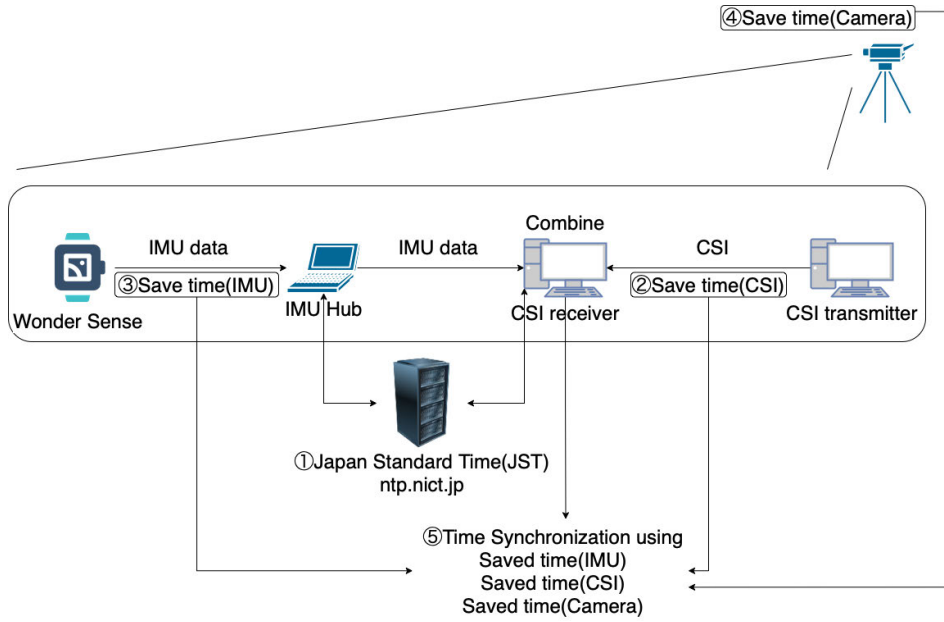 ④Save time(Camera)
Combine
IMU data
IMU data
CSI
③Save time(IMU)
②Save time(CSI)
Wonder Sense
IMU Hub
CSI receiver
CSI transmitter
①Japan Standard Time(JST)
ntp.nict.jp
⑤Time Synchronization using
Saved time(IMU)
Saved time(CSI)
Saved time(Camera)